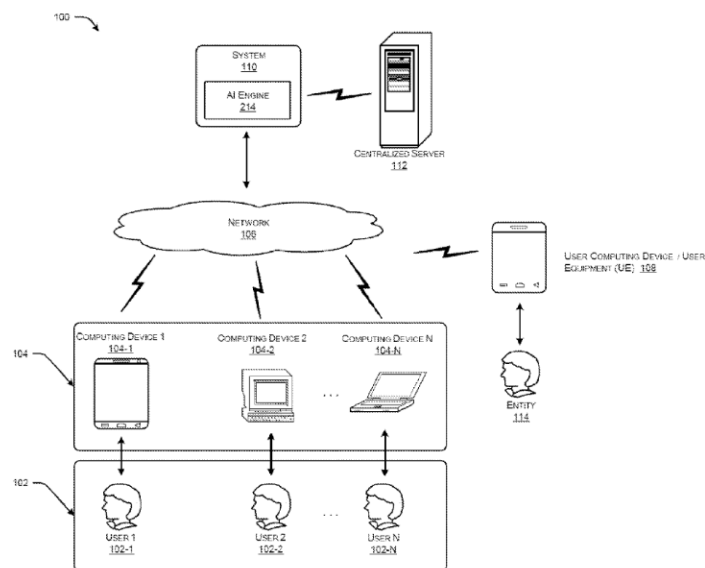 100
SYSTEM
110
AI ENGINE
214
CENTRALIZED SERVER
112
NETWORK
106
USER COMPUTING DEVICE / USER
EQUIPMENT (UE) 108
COMPUTING DEVICE 1
104-1
COMPUTING DEVICE 2
104-2
COMPUTING DEVICE N
104-N
104
...
ENTITY
114
102
...
USER 1
102-1
USER 2
102-2
USER N
102-N